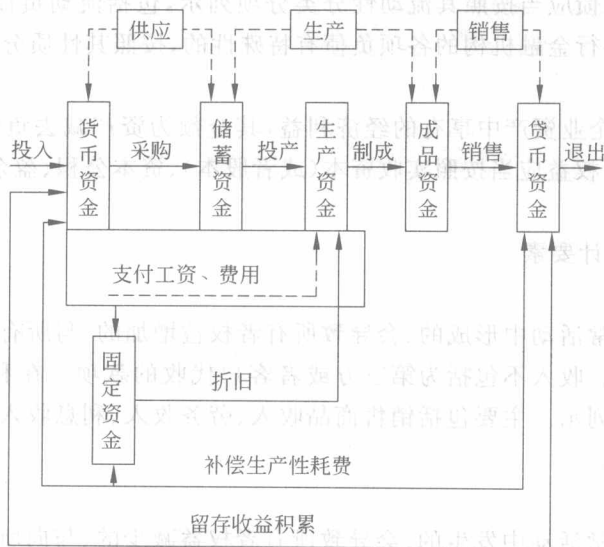 供应
生产
销售
投入
货币资金
采购
储蓄资金
投产
生产资金
制成
成品资金
销售
货币资金
退出
支付工资、费用
固定资金
折旧
补偿生产性耗费
留存收益积累